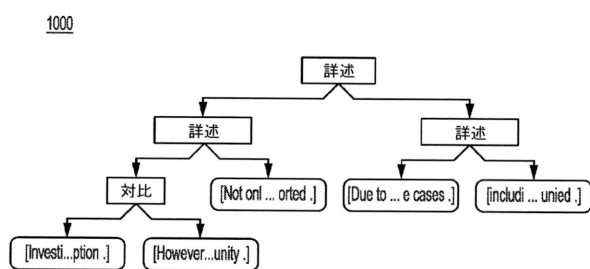 1000
詳述
詳述
詳述
対比
[Not onl ... orted .]
[Due to ... e cases .]
[includi ... unied .]
[Investi...ption .]
[However...unity .]